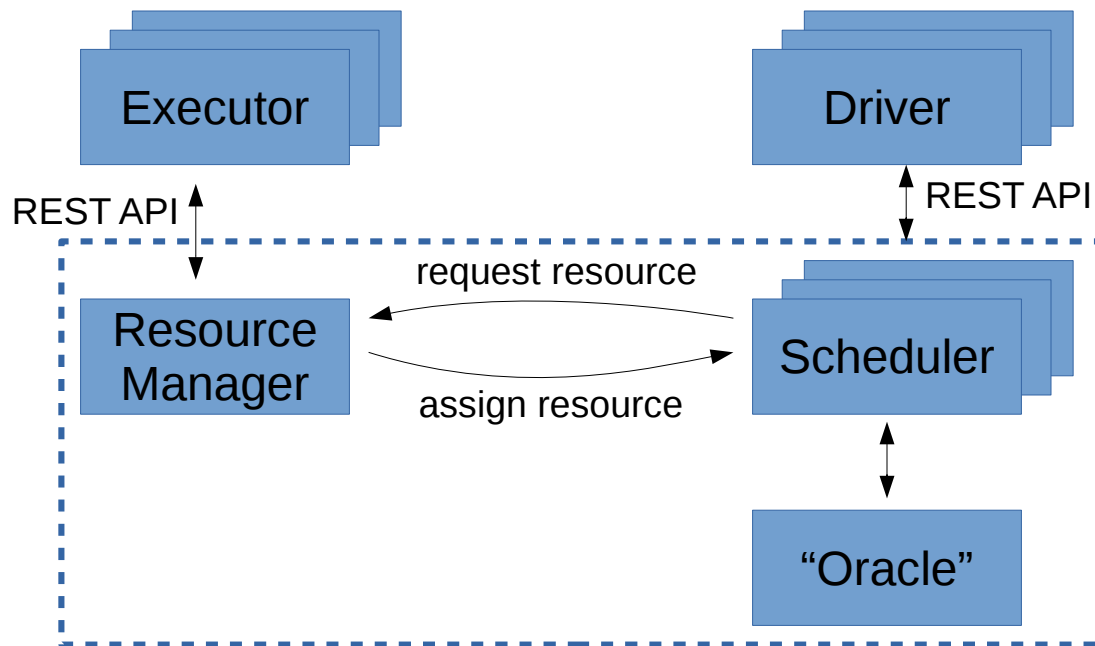 Executor
Driver
REST API
REST API
request resource
Resource
Manager
Scheduler
assign resource
“Oracle”